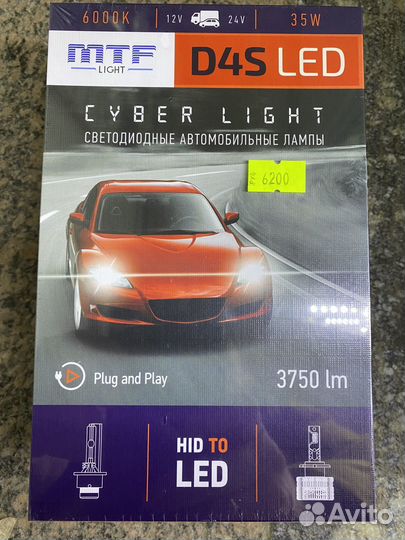 6000K 12V 24V 35W
MTF
LIGHT
D4S LED
CYBER LIGHT
СВЕТОДИОДНЫЕ АВТОМОБИЛЬНЫЕ ЛАМПЫ
6200
Plug and Play
3750 lm
HID TO
LED
Avito